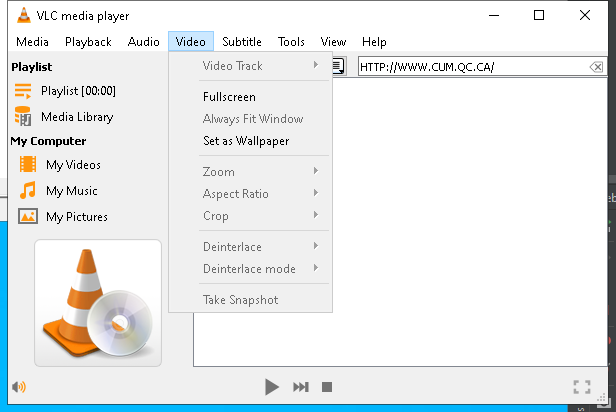 VLC media player
Media Playback Audio Video Subtitle Tools View Help
Playlist
Playlist [00:00]
Media Library
My Computer
My Videos
My Music
My Pictures
Video Track
Fullscreen
Always Fit Window
Set as Wallpaper
Zoom
Aspect Ratio
Crop
Deinterlace
Deinterlace mode
Take Snapshot
HTTP://WWW.CUM.QC.CA/